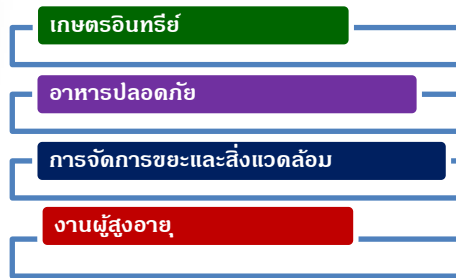 เกษตรอินทรีย์
อาหารปลอดภัย
การจัดการขยะและสิ่งแวดล้อม
งานผู้สูงอายุ